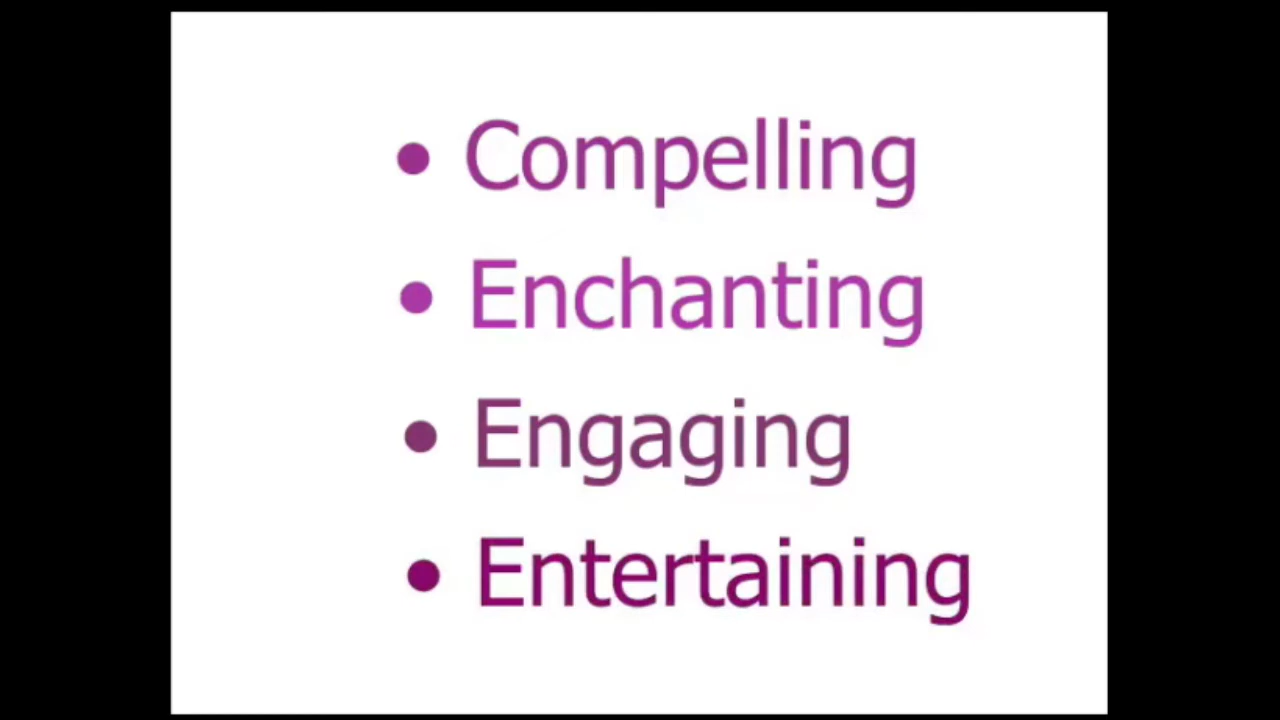 • Compelling
• Enchanting
• Engaging
• Entertaining